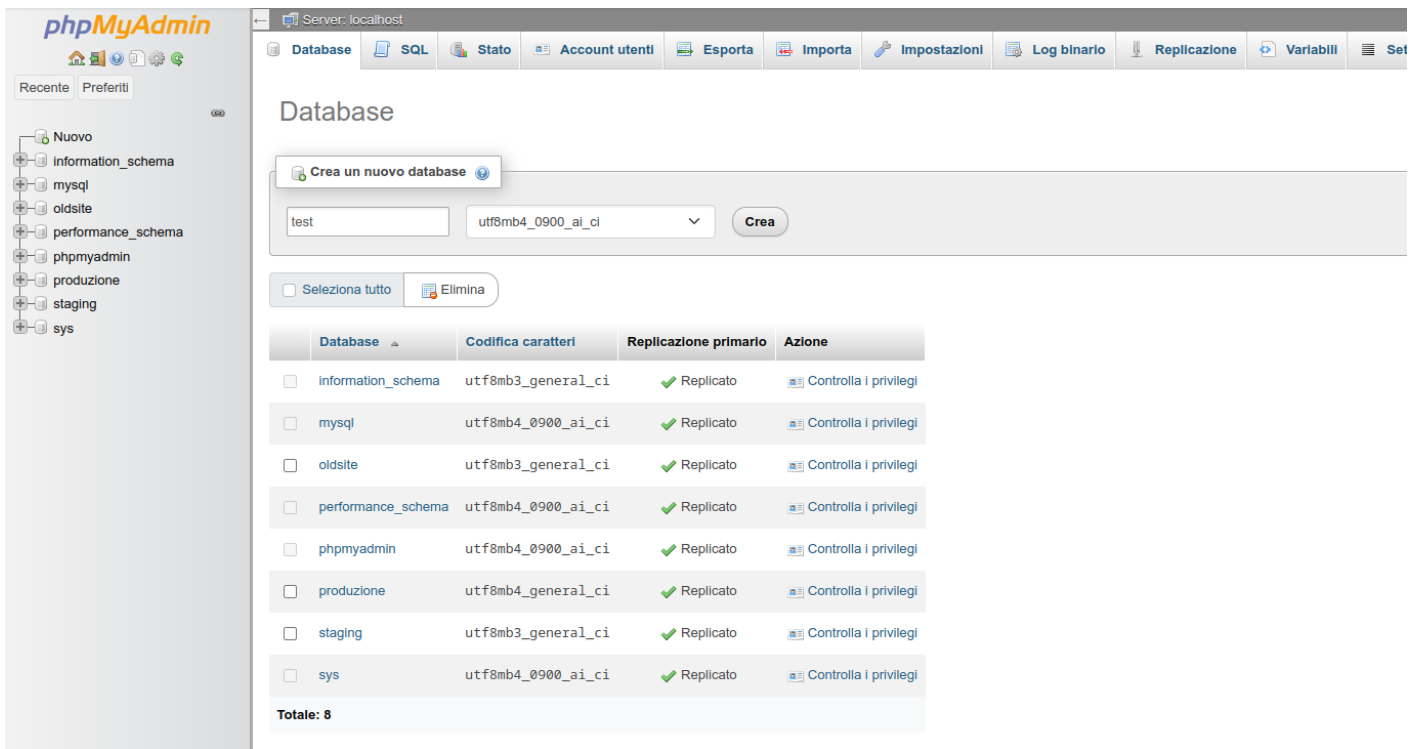 phpMyAdmin
Recente Preferiti
Nuovo
information_schema
mysql
oldsite
performance_schema
phpmyadmin
produzione
staging
sys
Server: localhost
Database SQL Stato Account utenti Esporta Importa Impostazioni Log binario Replicazione Variabili Set
Database
Crea un nuovo database
test utf8mb4_0900_ai_ci Crea
Seleziona tutto Elimina
Database Codifica caratteri Replicazione primario Azione
information_schema utf8mb3_general_ci Replicato Controlla i privilegi
mysql utf8mb4_0900_ai_ci Replicato Controlla i privilegi
oldsite utf8mb3_general_ci Replicato Controlla i privilegi
performance_schema utf8mb4_0900_ai_ci Replicato Controlla i privilegi
phpmyadmin utf8mb4_0900_ai_ci Replicato Controlla i privilegi
produzione utf8mb4_general_ci Replicato Controlla i privilegi
staging utf8mb3_general_ci Replicato Controlla i privilegi
sys utf8mb4_0900_ai_ci Replicato Controlla i privilegi
Totale: 8